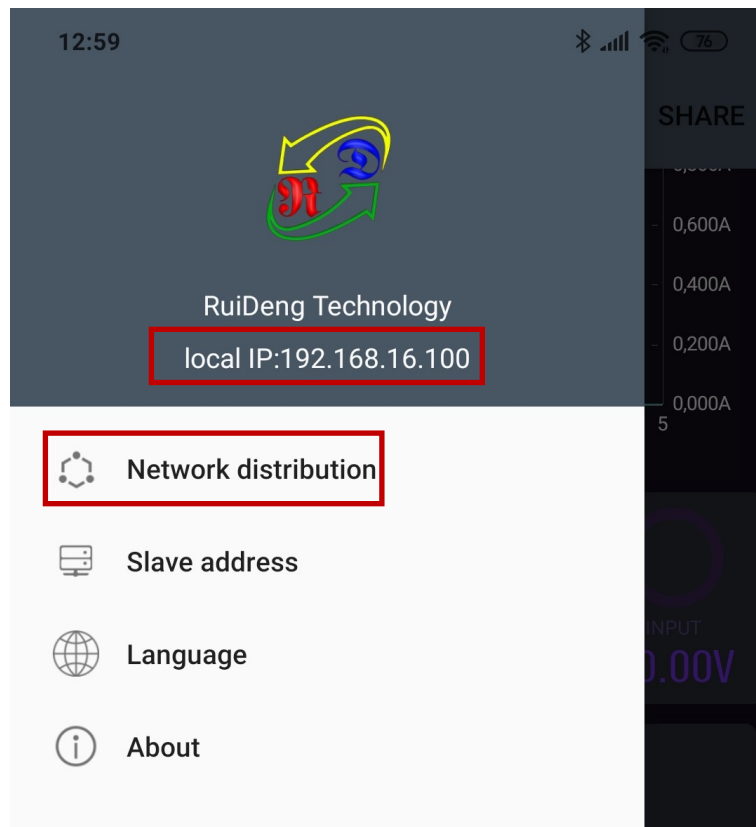 12:59
76
SHARE
0,600A
0,400A
RuiDeng Technology
0,200A
local IP:192.168.16.100
0,000A
5
Network distribution
Slave address
INPUT
Language
0.00V
About